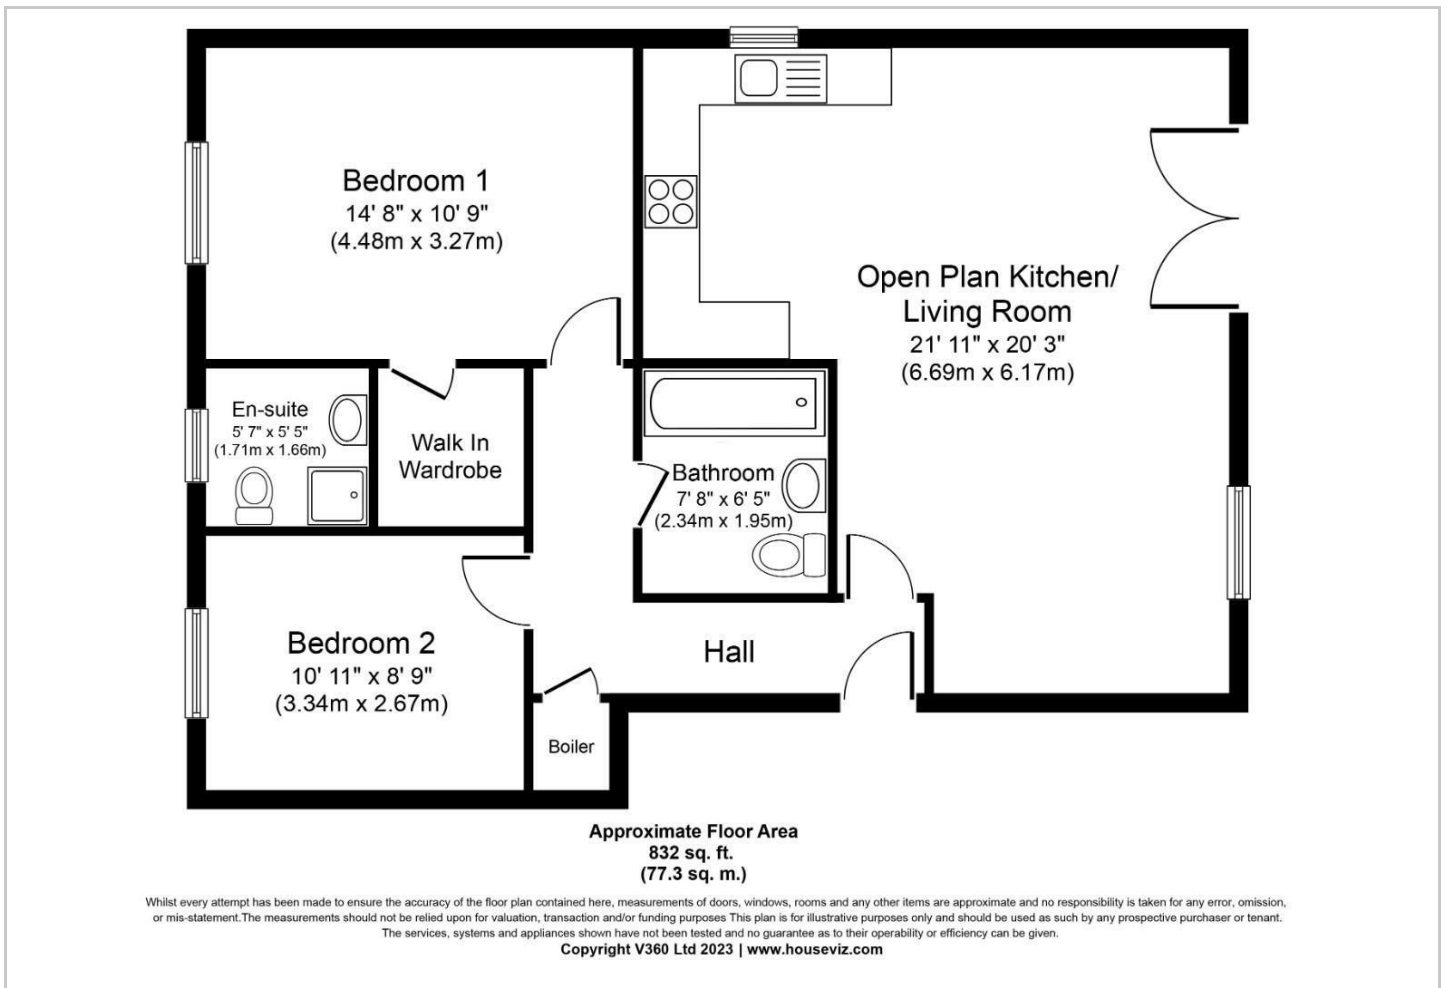 Bedroom 1
14' 8" x 10' 9"
(4.48m x 3.27m)
Open Plan Kitchen/
Living Room
21' 11" x 20' 3"
(6.69m x 6.17m)
En-suite
5' 7" x 5' 5"
(1.71m x 1.66m)
Walk In
Wardrobe
Bathroom
7' 8" x 6' 5"
(2.34m x 1.95m)
Bedroom 2
10' 11" x 8' 9"
(3.34m x 2.67m)
Hall
Boiler
Approximate Floor Area
832 sq. ft.
(77.3 sq. m.)
Whilst every attempt has been made to ensure the accuracy of the floor plan contained here, measurements of doors, windows, rooms and any other items are approximate and no responsibility is taken for any error, omission,
or mis-statement.The measurements should not be relied upon for valuation, transaction and/or funding purposes This plan is for illustrative purposes only and should be used as such by any prospective purchaser or tenant.
The services, systems and appliances shown have not been tested and no guarantee as to their operability or efficiency can be given.
Copyright V360 Ltd 2023 | www.houseviz.com